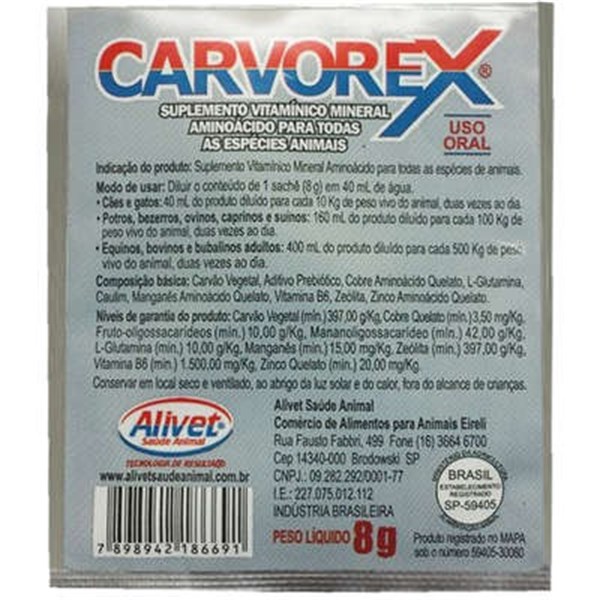 CARVOREX®
SUPLEMENTO VITAMÍNICO MINERAL
AMINOÁCIDO PARA TODAS
AS ESPÉCIES ANIMAIS
USO
ORAL
Indicação do produto: Suplemento Vitamínico Mineral Aminoácido para todas as espécies de animais.
Modo de usar: Diluir o conteúdo de 1 sachê (8g) em 40 mL de água.
• Cães e gatos: 40 mL do produto diluído para cada 10 Kg de peso vivo do animal, duas vezes ao dia.
• Potros, bezerros, ovinos, caprinos e suínos: 160 mL do produto diluído para cada 100 Kg de
peso vivo do animal, duas vezes ao dia.
• Equinos, bovinos e bubalinos adultos: 400 mL do produto diluído para cada 500 Kg de peso
vivo do animal, duas vezes ao dia.
Composição básica: Carvão Vegetal, Aditivo Prebiótico, Cobre Aminoácido Quelato, L-Glutamina,
Caulim, Manganês Aminoácido Quelato, Vitamina B6, Zeólita, Zinco Aminoácido Quelato.
Níveis de garantia do produto: Carvão Vegetal (mín.) 397,00 g/Kg, Cobre Quelato (mín.) 3,50 mg/Kg,
Fruto-oligossacarídeos (mín.) 10,00 g/Kg, Mananoligossacarídeo (mín.) 42,00 g/Kg,
L-Glutamina (mín.) 10,00 g/Kg, Manganês (mín.) 15,00 mg/Kg, Zeólita (mín.) 397,00 g/Kg,
Vitamina B6 (mín.) 1.500,00 mg/Kg, Zinco Quelato (mín.) 20,00 mg/Kg.
Conservar em local seco e ventilado, ao abrigo da luz solar e do calor, fora do alcance de crianças.
Alivet®
Saúde Animal
TECNOLOGIA DE RESULTADO®
www.alivetsaudeanimal.com.br
7 898942 186691
Alivet Saúde Animal
Comércio de Alimentos para Animais Eireli
Rua Fausto Fabbri, 499 Fone (16) 3664 6700
Cep 14340-000 Brodowski SP
CNPJ.: 09.282.292/0001-77
I.E.: 227.075.012.112
INDÚSTRIA BRASILEIRA
PESO LÍQUIDO 8g
BRASIL
ESTABELECIMENTO
REGISTRADO
SP-59405
Produto registrado no MAPA
sob o número 59405-30060